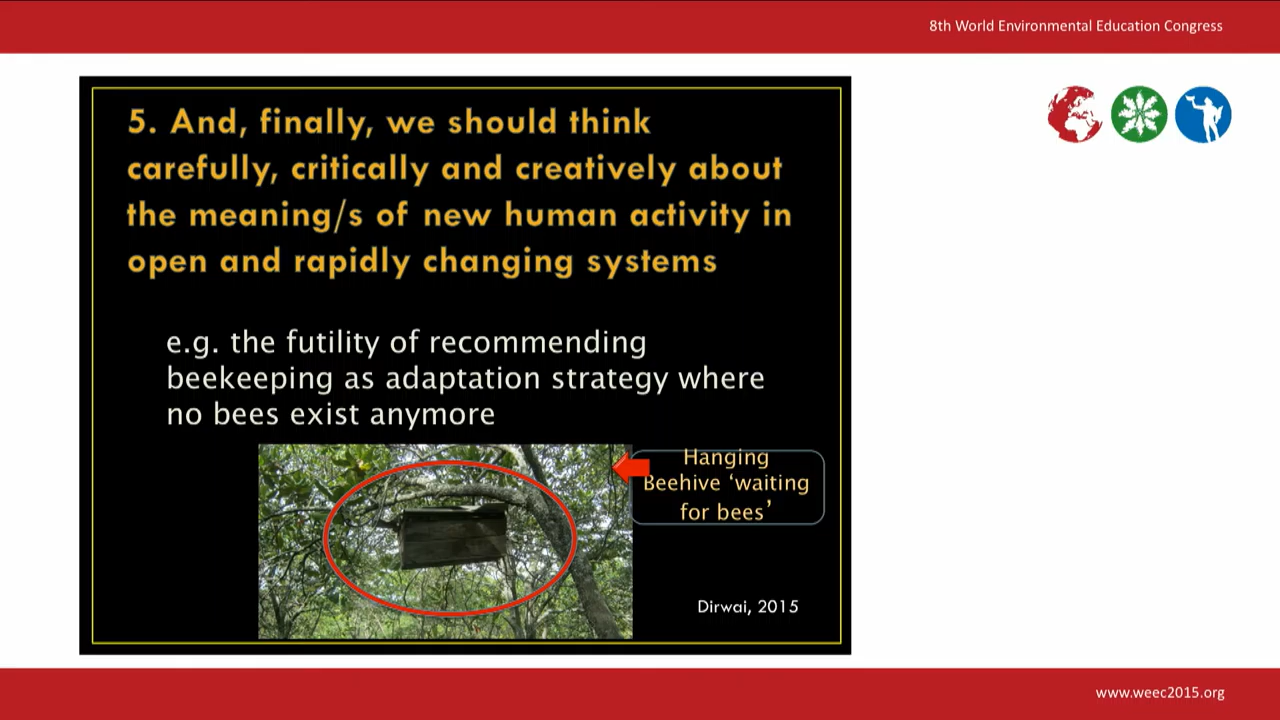 8th World Environmental Education Congress
5. And, finally, we should think
carefully, critically and creatively about
the meaning/s of new human activity in
open and rapidly changing systems
e.g. the futility of recommending
beekeeping as adaptation strategy where
no bees exist anymore
Hanging
Beehive ‘waiting
for bees’
Dirwai, 2015
www.weec2015.org